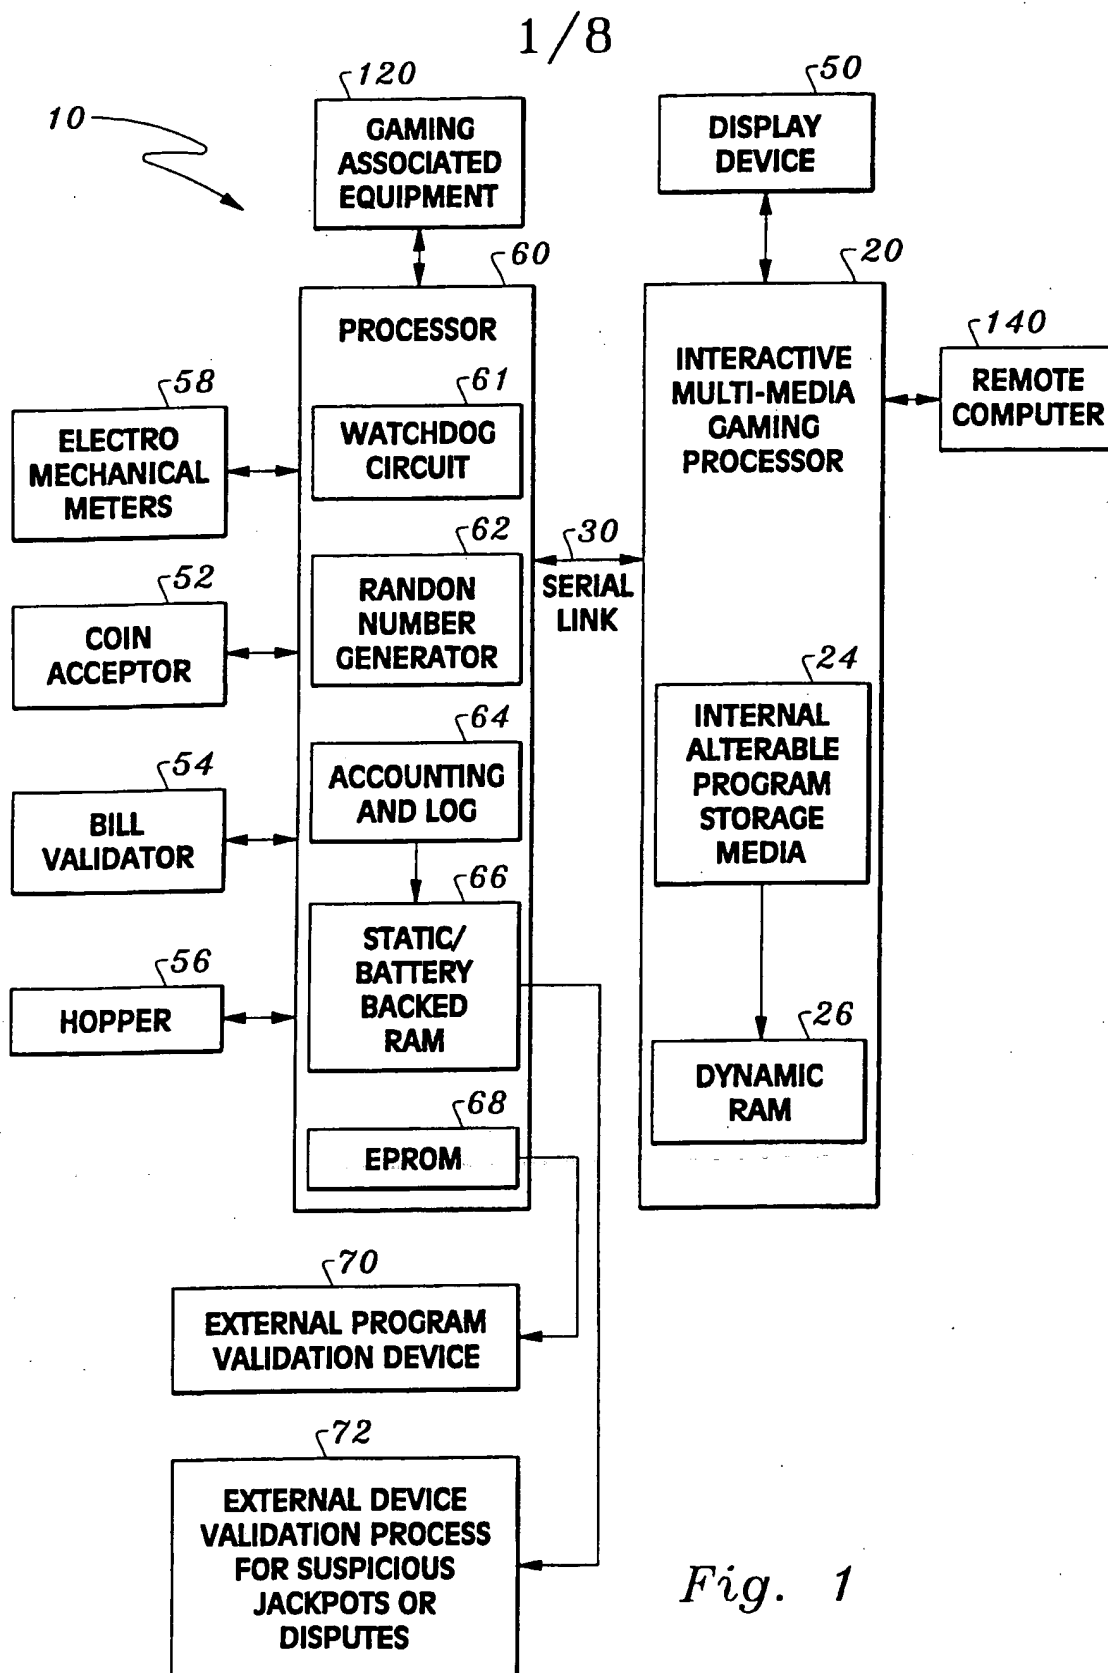 1/8
120
GAMING
ASSOCIATED
EQUIPMENT
50
DISPLAY
DEVICE
10
60
PROCESSOR
20
INTERACTIVE
MULTI-MEDIA
GAMING
PROCESSOR
140
REMOTE
COMPUTER
58
ELECTRO
MECHANICAL
METERS
61
WATCHDOG
CIRCUIT
62
RANDON
NUMBER
GENERATOR
30
SERIAL
LINK
52
COIN
ACCEPTOR
24
INTERNAL
ALTERABLE
PROGRAM
STORAGE
MEDIA
64
ACCOUNTING
AND LOG
54
BILL
VALIDATOR
66
STATIC/
BATTERY
BACKED
RAM
56
HOPPER
26
DYNAMIC
RAM
68
EPROM
70
EXTERNAL PROGRAM
VALIDATION DEVICE
72
EXTERNAL DEVICE
VALIDATION PROCESS
FOR SUSPICIOUS
JACKPOTS OR
DISPUTES
Fig. 1